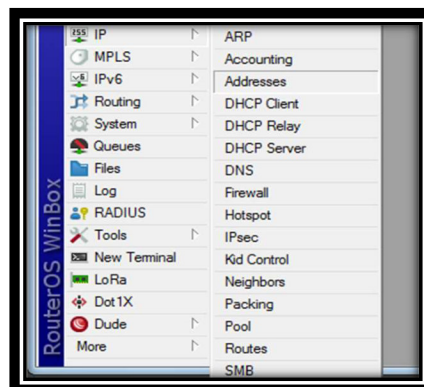 IP
MPLS
IPv6
Routing
System
Queues
Files
Log
RADIUS
Tools
New Terminal
LoRa
Dot1X
Dude
More
ARP
Accounting
Addresses
DHCP Client
DHCP Relay
DHCP Server
DNS
Firewall
Hotspot
IPsec
Kid Control
Neighbors
Packing
Pool
Routes
SMB
RouterOS WinBox